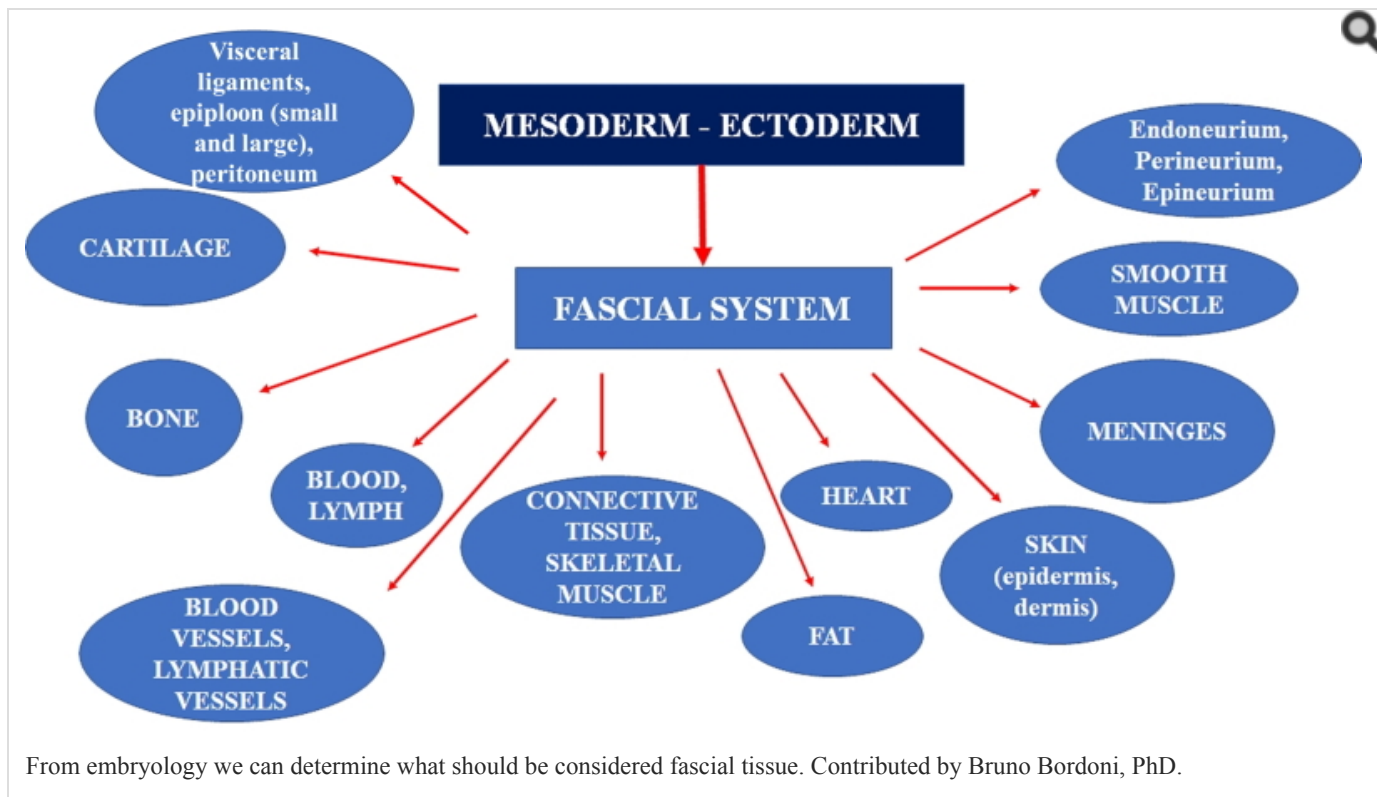 Visceral
ligaments,
epiploon (small
and large),
peritoneum
MESODERM - ECTODERM
Endoneurium,
Perineurium,
Epineurium
CARTILAGE
FASCIAL SYSTEM
SMOOTH
MUSCLE
BONE
MENINGES
BLOOD,
LYMPH
CONNECTIVE
TISSUE,
SKELETAL
MUSCLE
HEART
SKIN
(epidermis,
dermis)
BLOOD
VESSELS,
LYMPHATIC
VESSELS
FAT
From embryology we can determine what should be considered fascial tissue. Contributed by Bruno Bordoni, PhD.